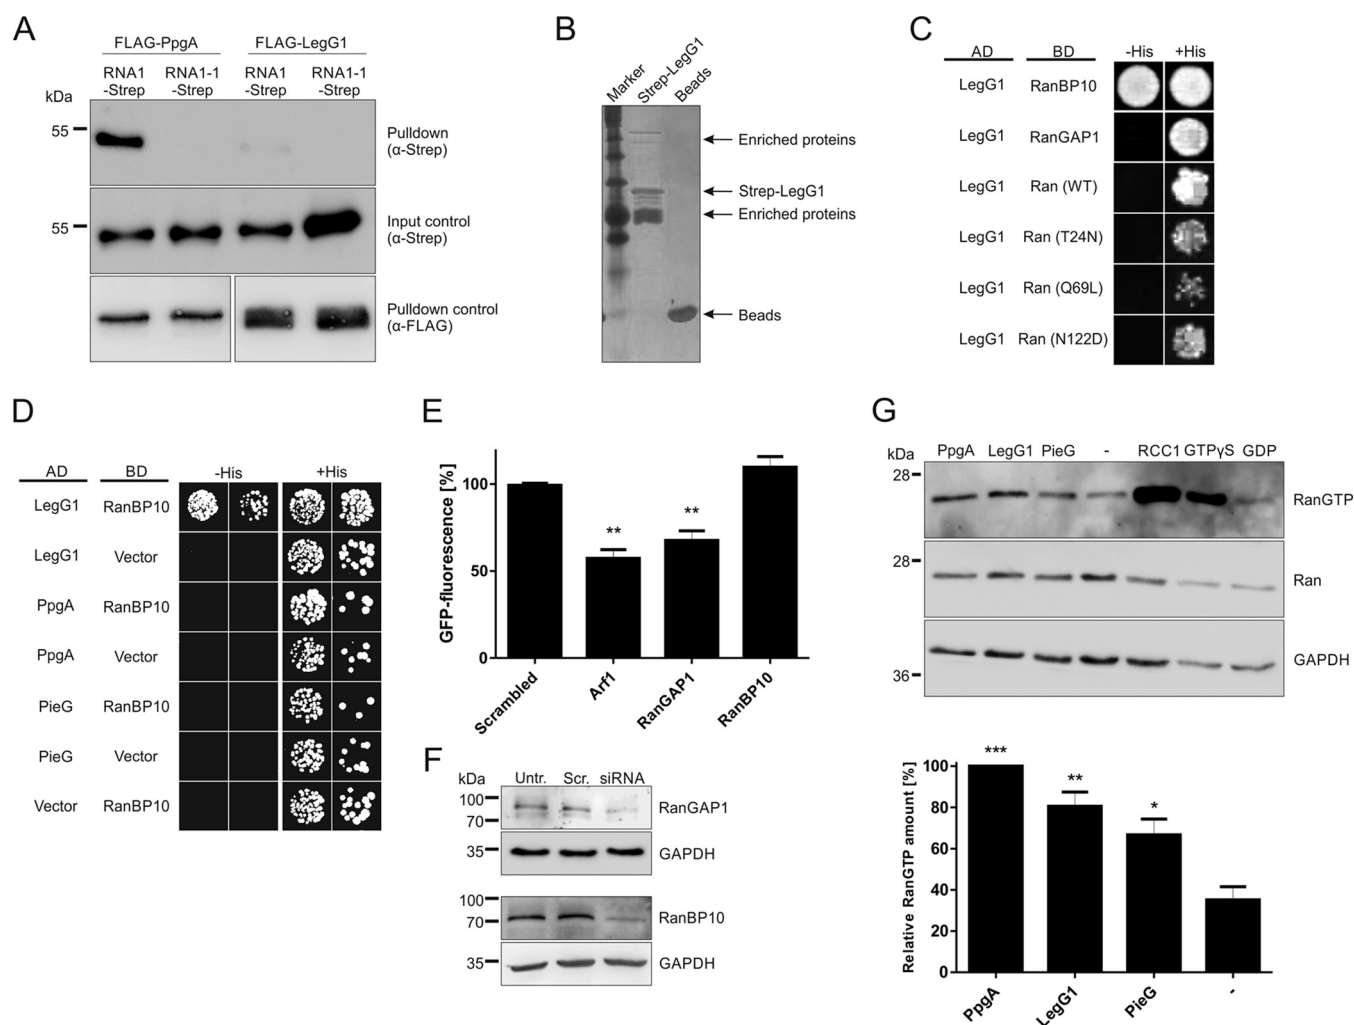 A
FLAG-PpgA FLAG-LegG1
RNA1 RNA1-1 RNA1 RNA1-1
-Strep -Strep -Strep -Strep
kDa
55
Pulldown
(α-Strep)
55
Input control
(α-Strep)
Pulldown control
(α-FLAG)
B
Marker
Strep-LegG1
Beads
Enriched proteins
Strep-LegG1
Enriched proteins
Beads
C
AD BD -His +His
LegG1 RanBP10
LegG1 RanGAP1
LegG1 Ran (WT)
LegG1 Ran (T24N)
LegG1 Ran (Q69L)
LegG1 Ran (N122D)
D
AD BD -His +His
LegG1 RanBP10
LegG1 Vector
PpgA RanBP10
PpgA Vector
PieG RanBP10
PieG Vector
Vector RanBP10
E
GFP-fluorescence [%]
100
50
0
Scrambled
Arf1
RanGAP1
RanBP10
**
**
F
kDa Untr. Scr. siRNA
100
70
RanGAP1
35
GAPDH
100
70
RanBP10
35
GAPDH
G
kDa PpgA LegG1 PieG - RCC1 GTPγS GDP
28
RanGTP
28
Ran
36
GAPDH
Relative RanGTP amount [%]
100
80
60
40
20
0
***
**
*
PpgA
LegG1
PieG
-